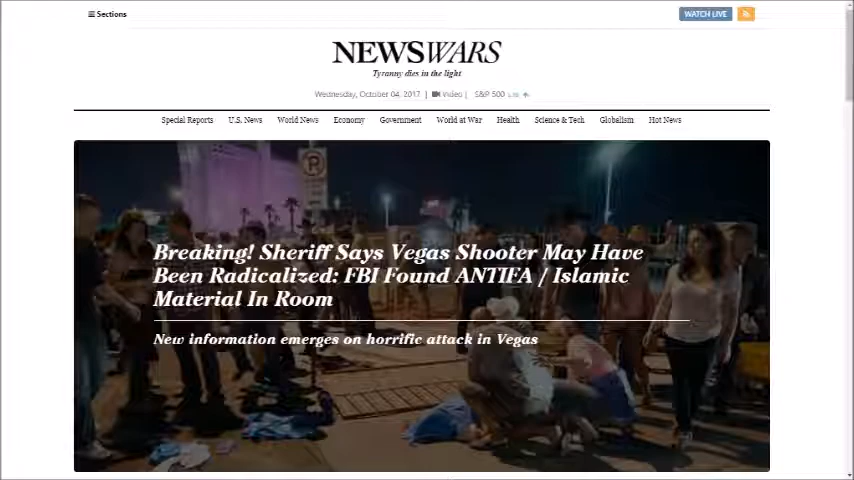 Sections
WATCH LIVE
NEWSWARS
Tyranny dies in the light
Wednesday, October 04, 2017 | Video | S&P 500
Special Reports U.S. News World News Economy Government World at War Health Science & Tech Globalism Hot News
P
Breaking! Sheriff Says Vegas Shooter May Have
Been Radicalized: FBI Found ANTIFA / Islamic
Material In Room
New information emerges on horrific attack in Vegas